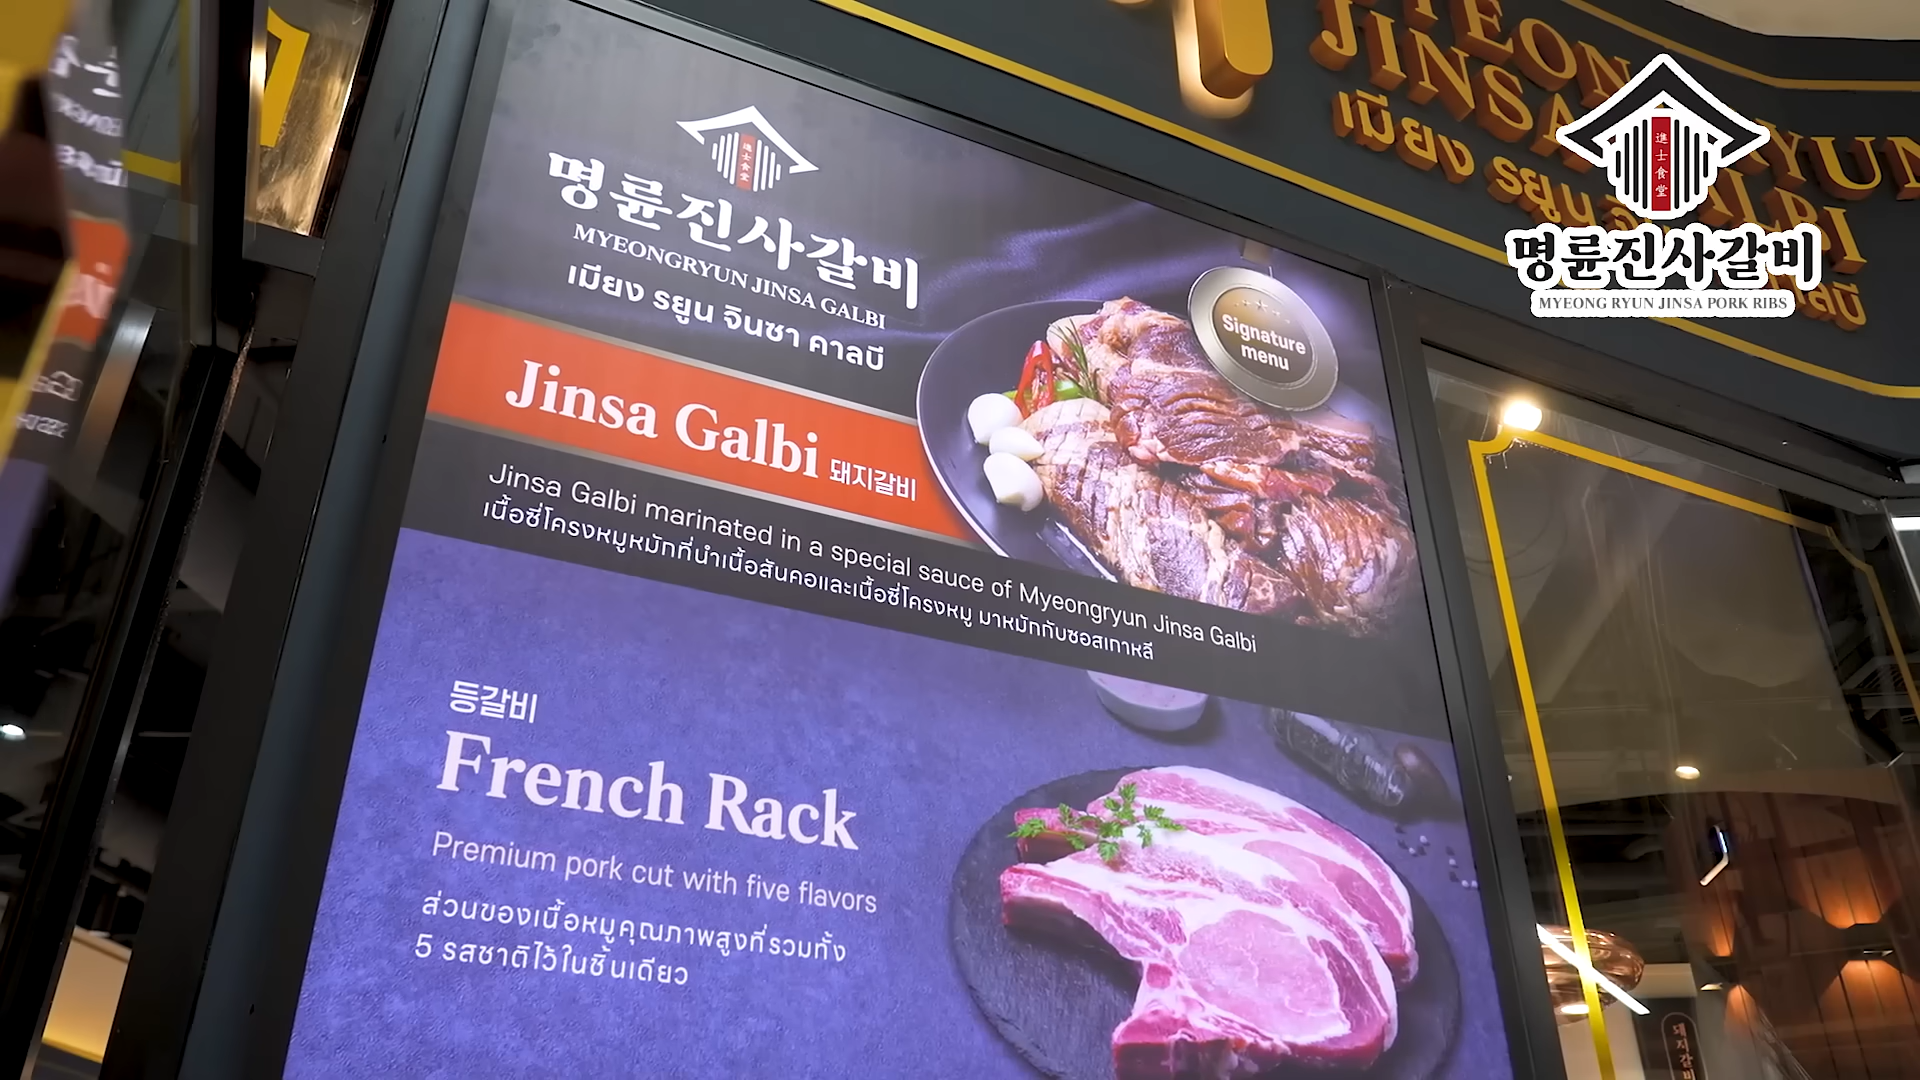 進士食堂
명륜진사갈비
MYEONGRYUN JINSA GALBI
เมียง รยูน จินซา คาลบี
Signature
menu
Jinsa Galbi 돼지갈비
Jinsa Galbi marinated in a special sauce of Myeongryun Jinsa Galbi
เนื้อซี่โครงหมูหมักที่นำเนื้อสันคอและเนื้อซี่โครงหมู มาหมักกับซอสเกาหลี
등갈비
French Rack
Premium pork cut with five flavors
ส่วนของเนื้อหมูคุณภาพสูงที่รวมทั้ง
5 รสชาติไว้ในชิ้นเดียว
JINSA
เมียง รยูน
進士食堂
명륜진사갈비
MYEONG RYUN JINSA PORK RIBS
돼지갈비